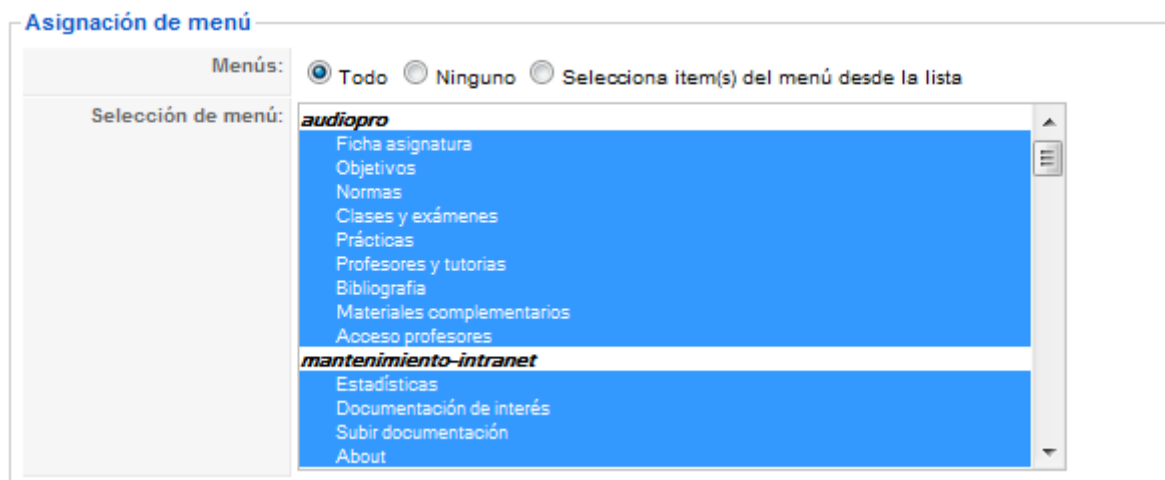 Asignación de menú
Menús: Todo Ninguno Selecciona item(s) del menú desde la lista
Selección de menú: audiopro
Ficha asignatura
Objetivos
Normas
Clases y exámenes
Prácticas
Profesores y tutorias
Bibliografia
Materiales complementarios
Acceso profesores
mantenimiento-intranet
Estadísticas
Documentación de interés
Subir documentación
About